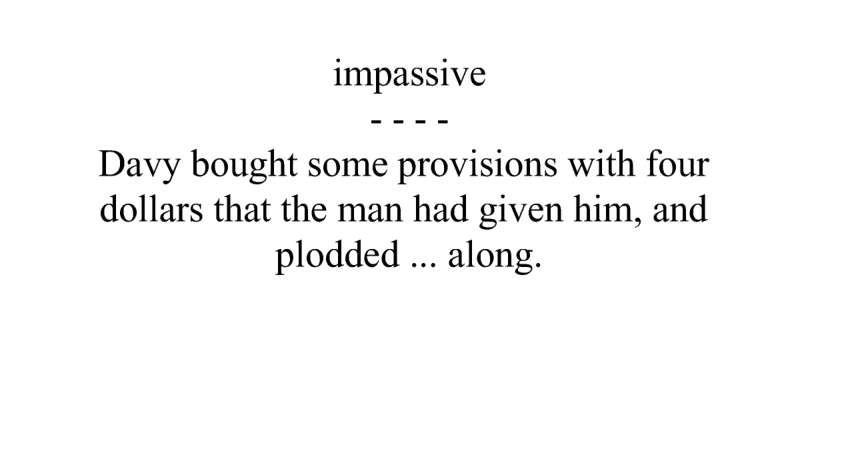 impassive
- - - -
Davy bought some provisions with four
dollars that the man had given him, and
plodded ... along.